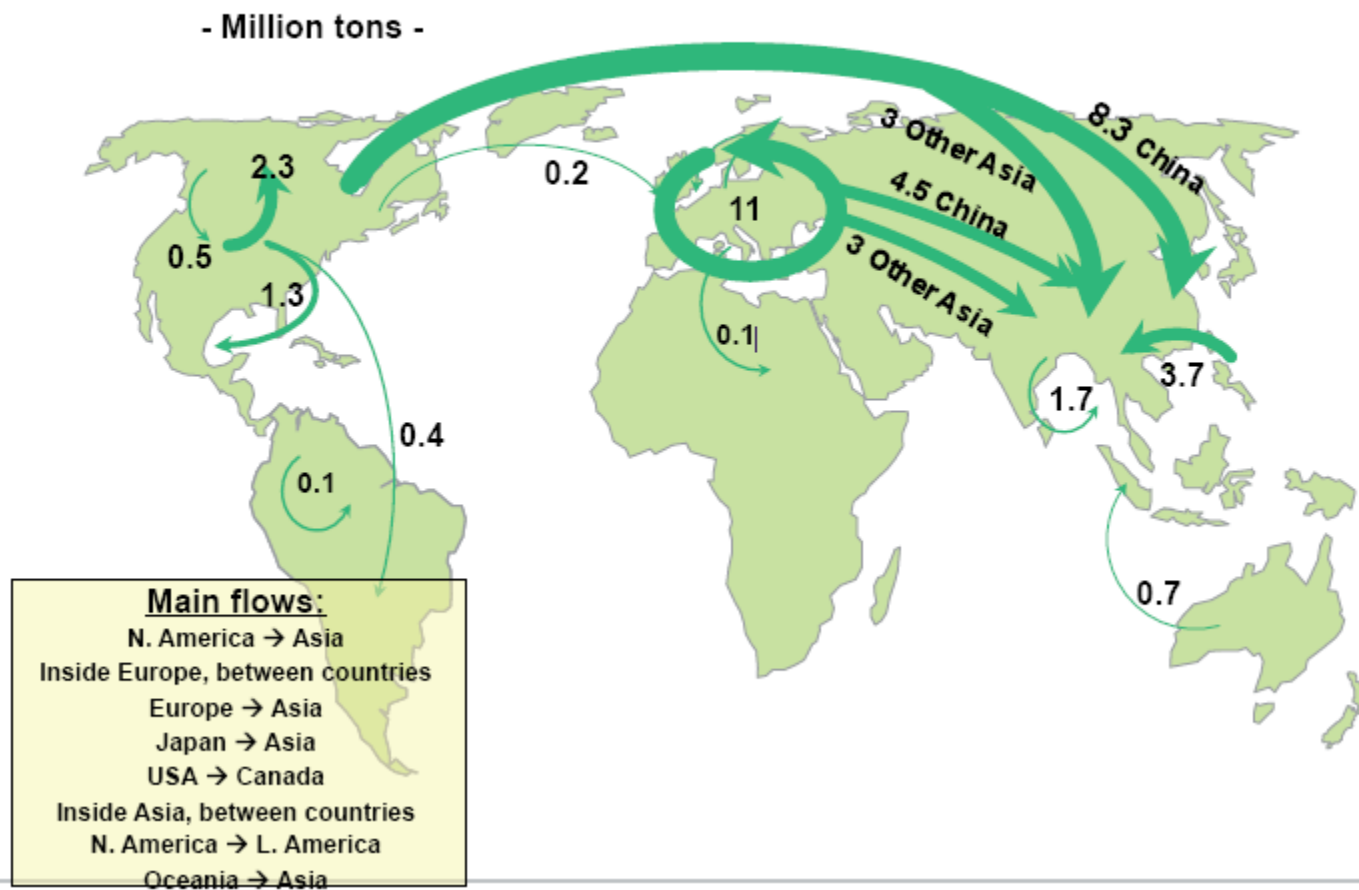 - Million tons -
8.3 China
3 Other Asia
2.3
0.2
4.5 China
11
0.5
3 Other Asia
1.3
0.1
3.7
1.7
0.4
0.1
0.7
Main flows:
N. America → Asia
Inside Europe, between countries
Europe → Asia
Japan → Asia
USA → Canada
Inside Asia, between countries
N. America → L. America
Oceania → Asia